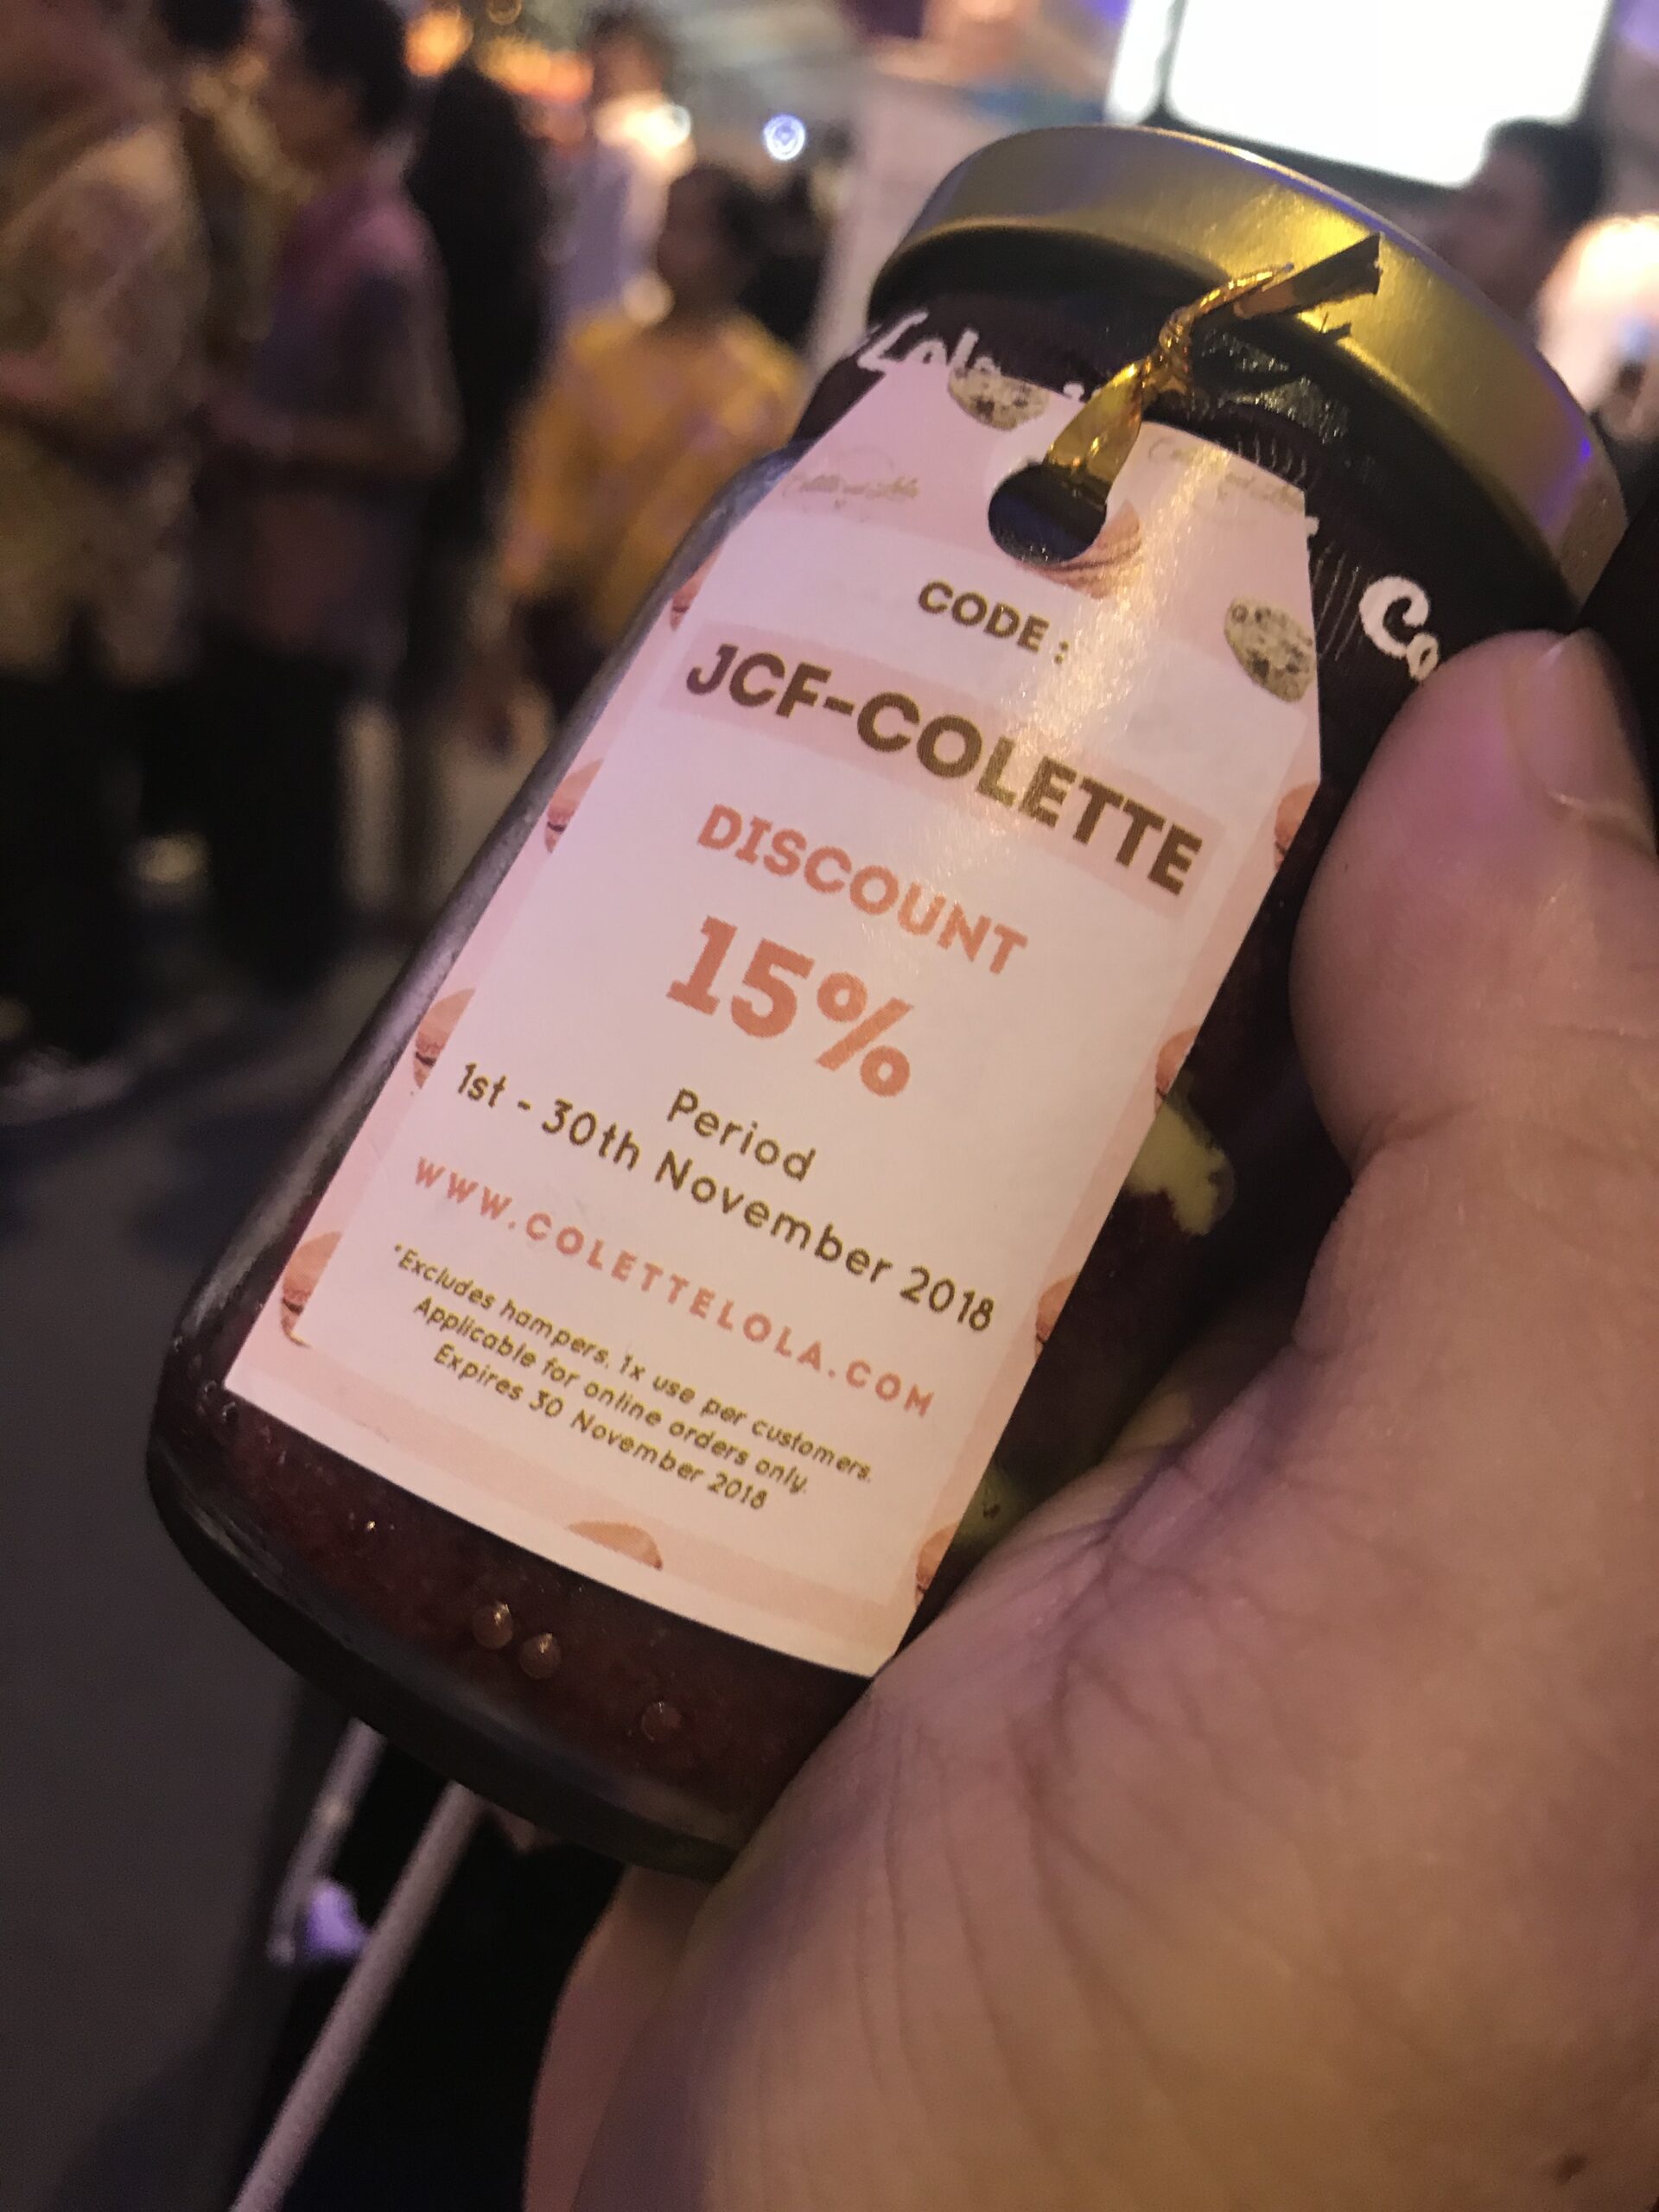 Co
CODE :
JCF-COLETTE
DISCOUNT
15%
Period
1st - 30th November 2018
WWW.COLETTELOLA.COM
*Excludes hampers. 1x use per customers.
Applicable for online orders only.
Expires 30 November 2018